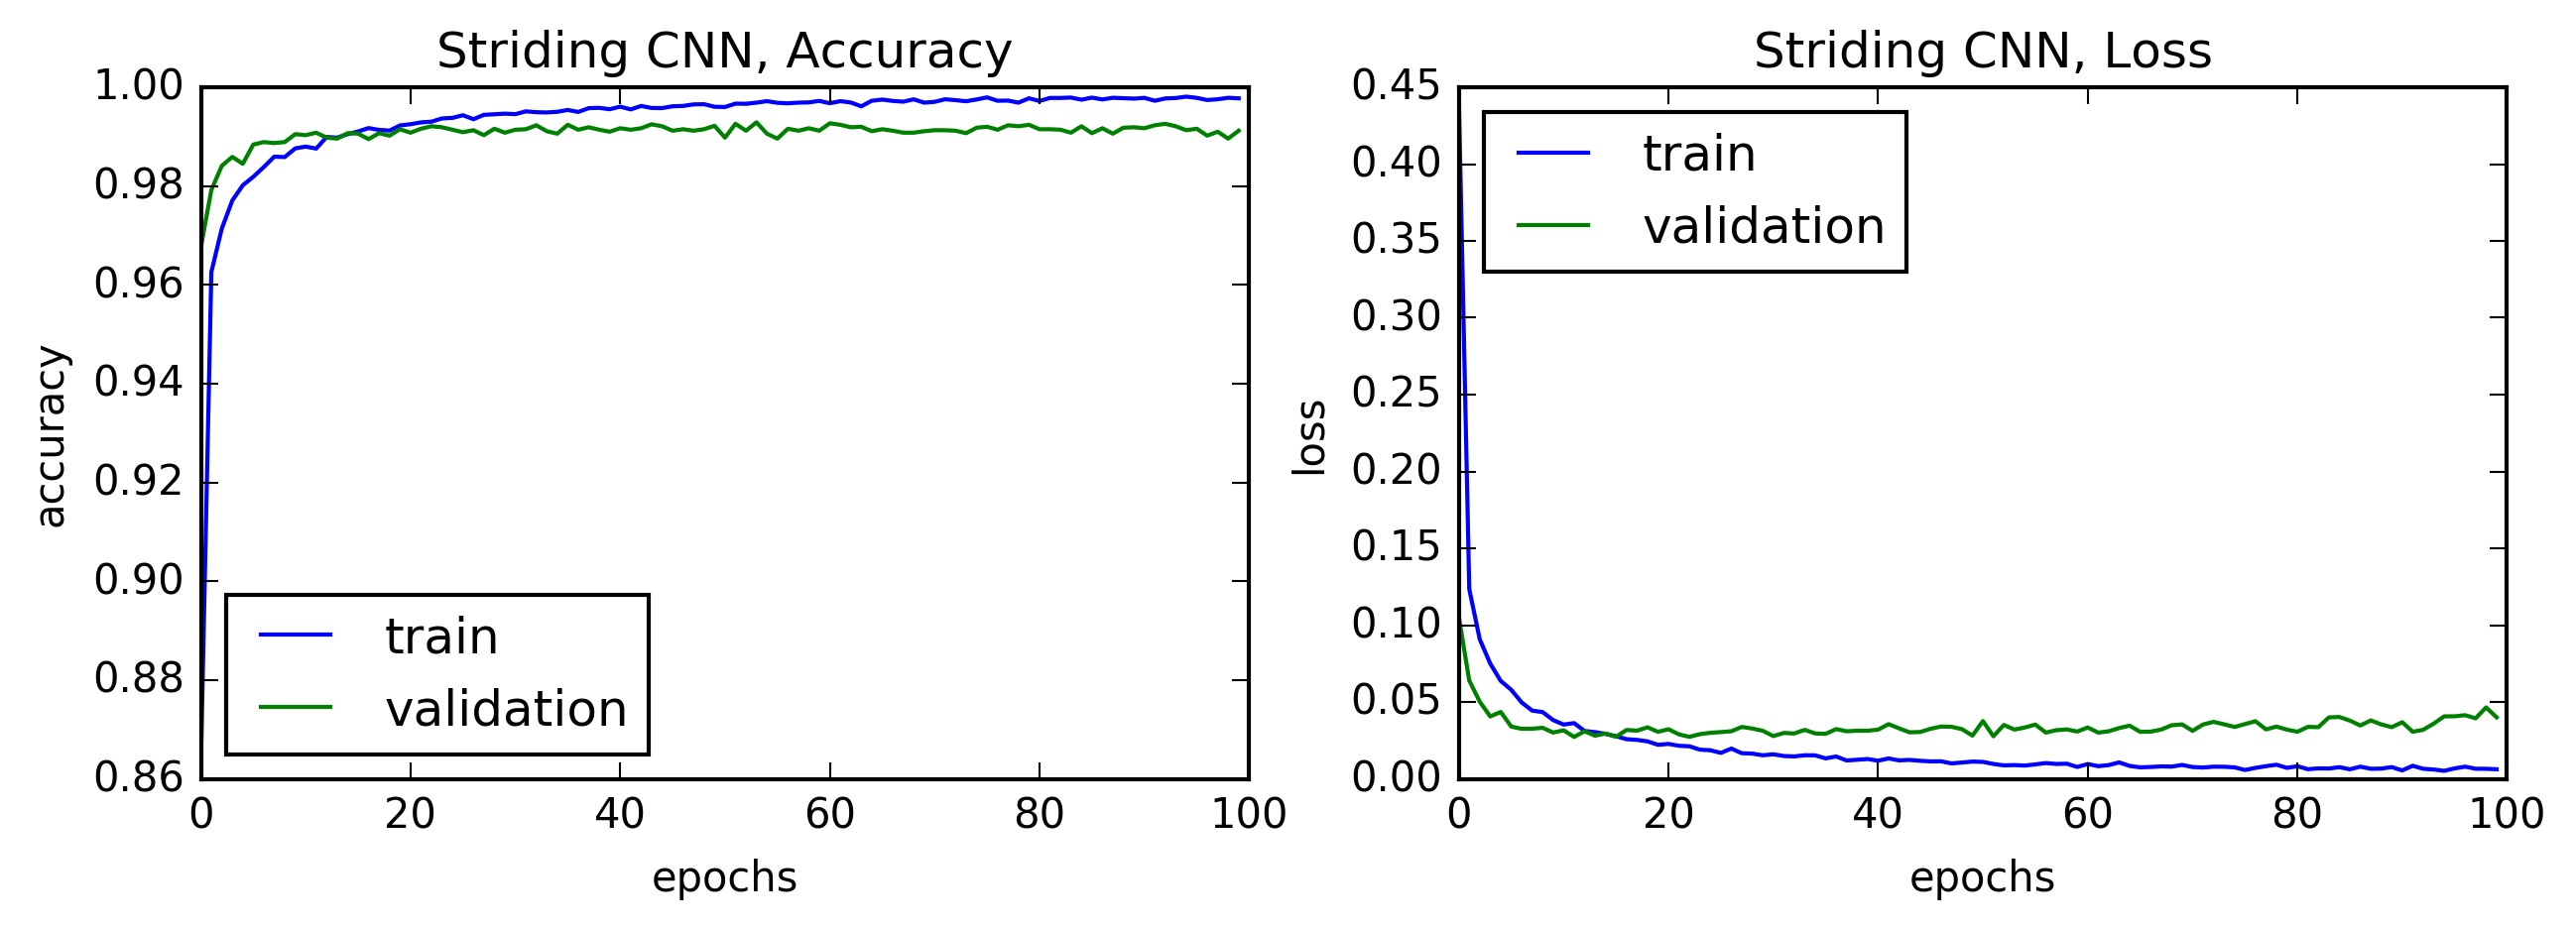 Striding CNN, Accuracy
1.00
0.98
0.96
0.94
0.92
0.90
0.88
0.86
accuracy
train
validation
0 20 40 60 80 100
epochs
Striding CNN, Loss
0.45
0.40
0.35
0.30
0.25
0.20
0.15
0.10
0.05
0.00
loss
train
validation
0 20 40 60 80 100
epochs